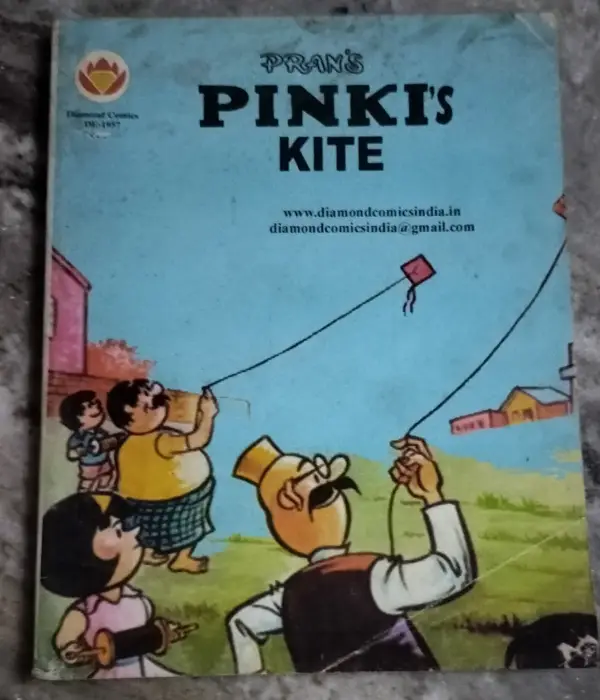 PRAN'S
PINKI'S
KITE
Diamond Comics
www.diamondcomicsindia.in
diamondcomicsindia@gmail.com